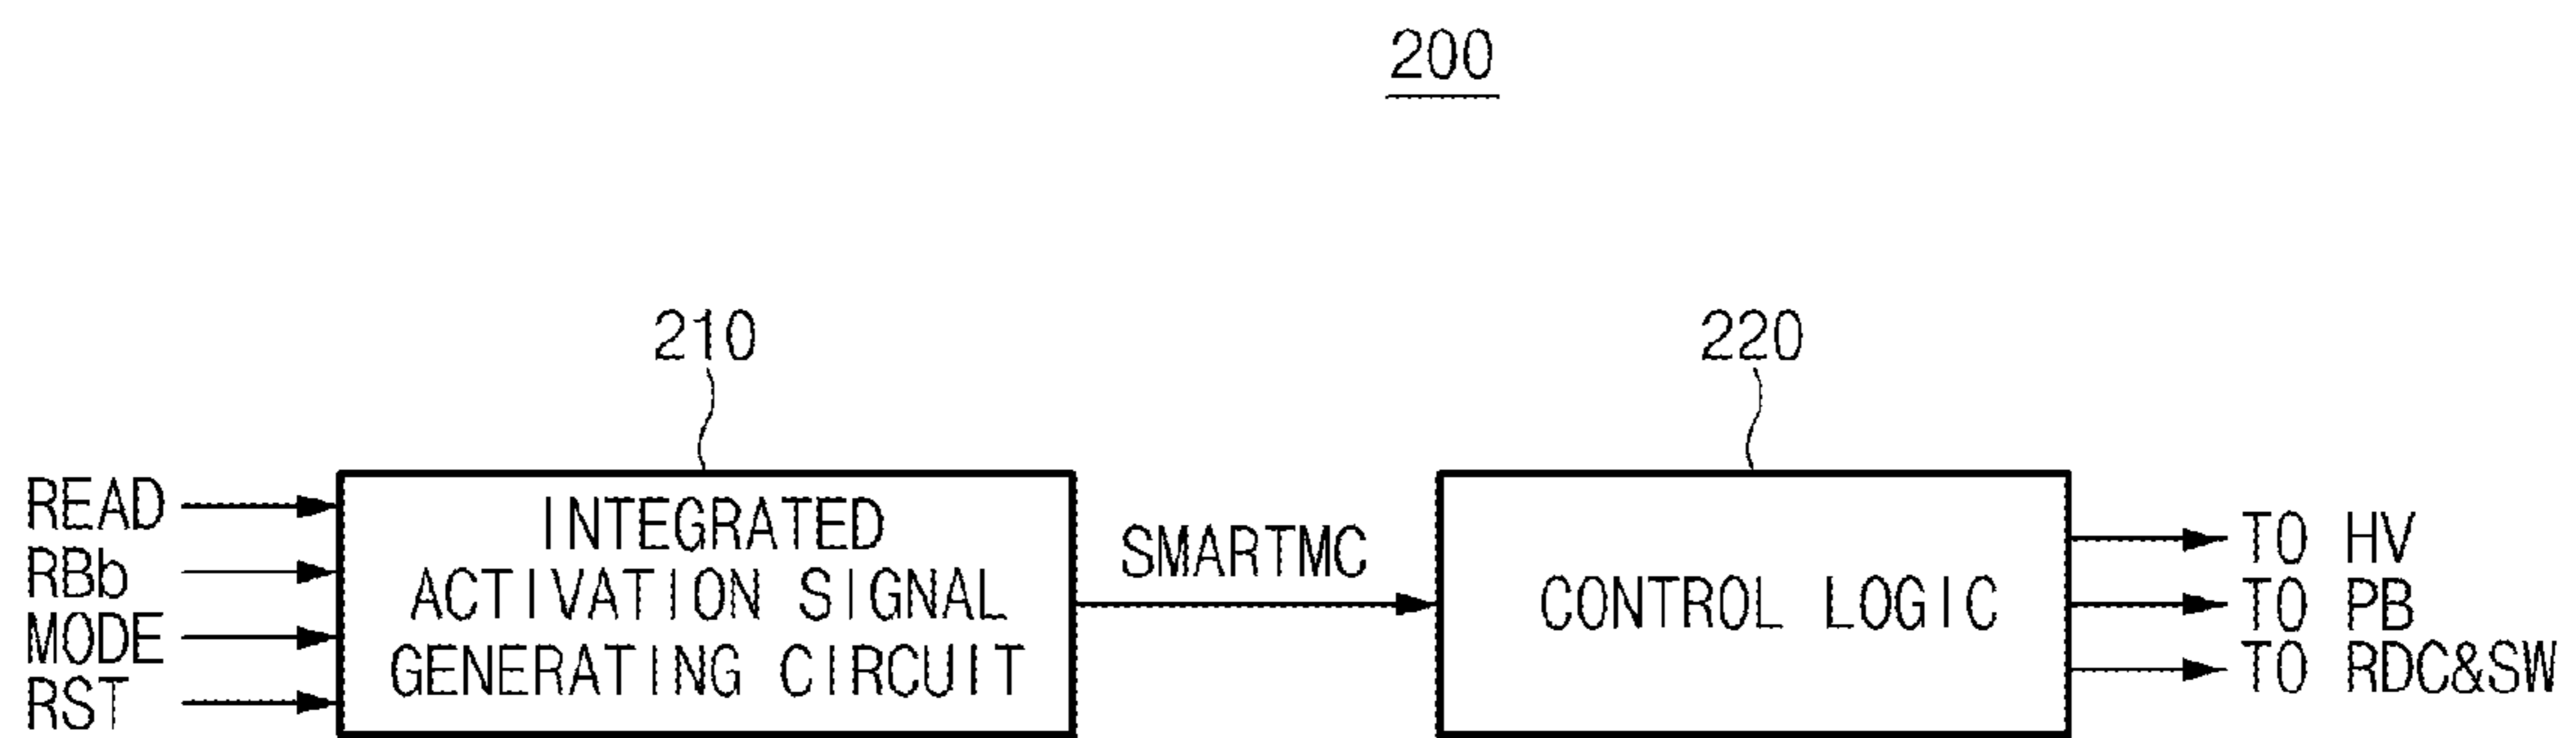 200
210
220
READ
RBb
MODE
RST
INTEGRATED
ACTIVATION SIGNAL
GENERATING CIRCUIT
SMARTMC
CONTROL LOGIC
TO HV
TO PB
TO RDC&SW